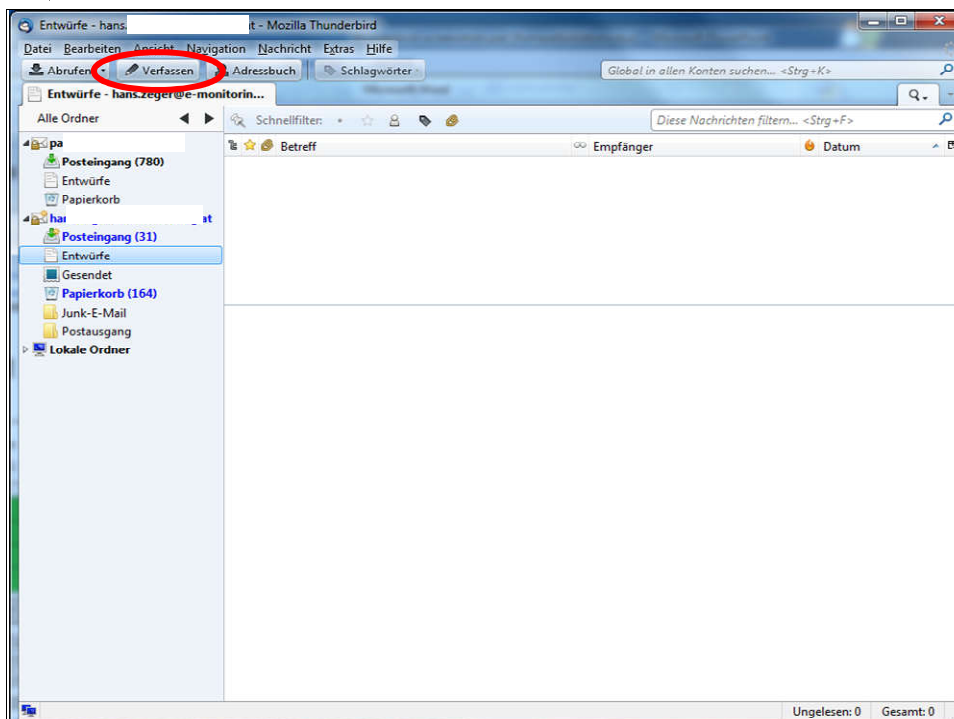 Entwürfe - hans. t - Mozilla Thunderbird
Datei Bearbeiten Ansicht Navigation Nachricht Extras Hilfe
Abrufen Verfassen Adressbuch Schlagwörter Global in allen Konten suchen... <Strg+K>
Entwürfe - hans.zeger@e-monitorin...
Alle Ordner Schnellfilter: Diese Nachrichten filtern... <Strg+F>
Betreff Empfänger Datum
pa
Posteingang (780)
Entwürfe
Papierkorb
han at
Posteingang (31)
Entwürfe
Gesendet
Papierkorb (164)
Junk-E-Mail
Postausgang
Lokale Ordner
Ungelesen: 0 Gesamt: 0